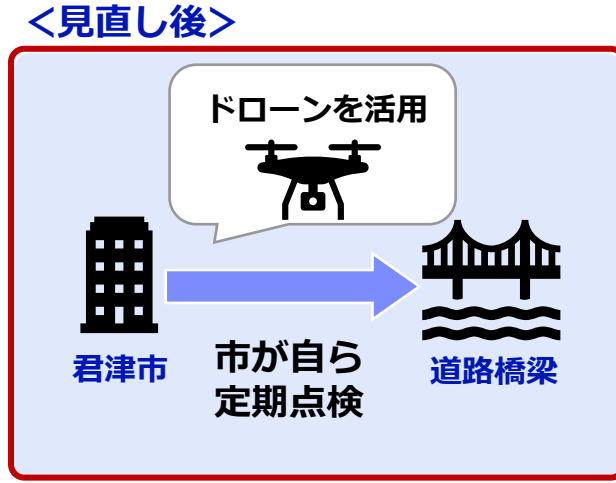 ＜見直し後＞
ドローンを活用
君津市
市が自ら
定期点検
道路橋梁